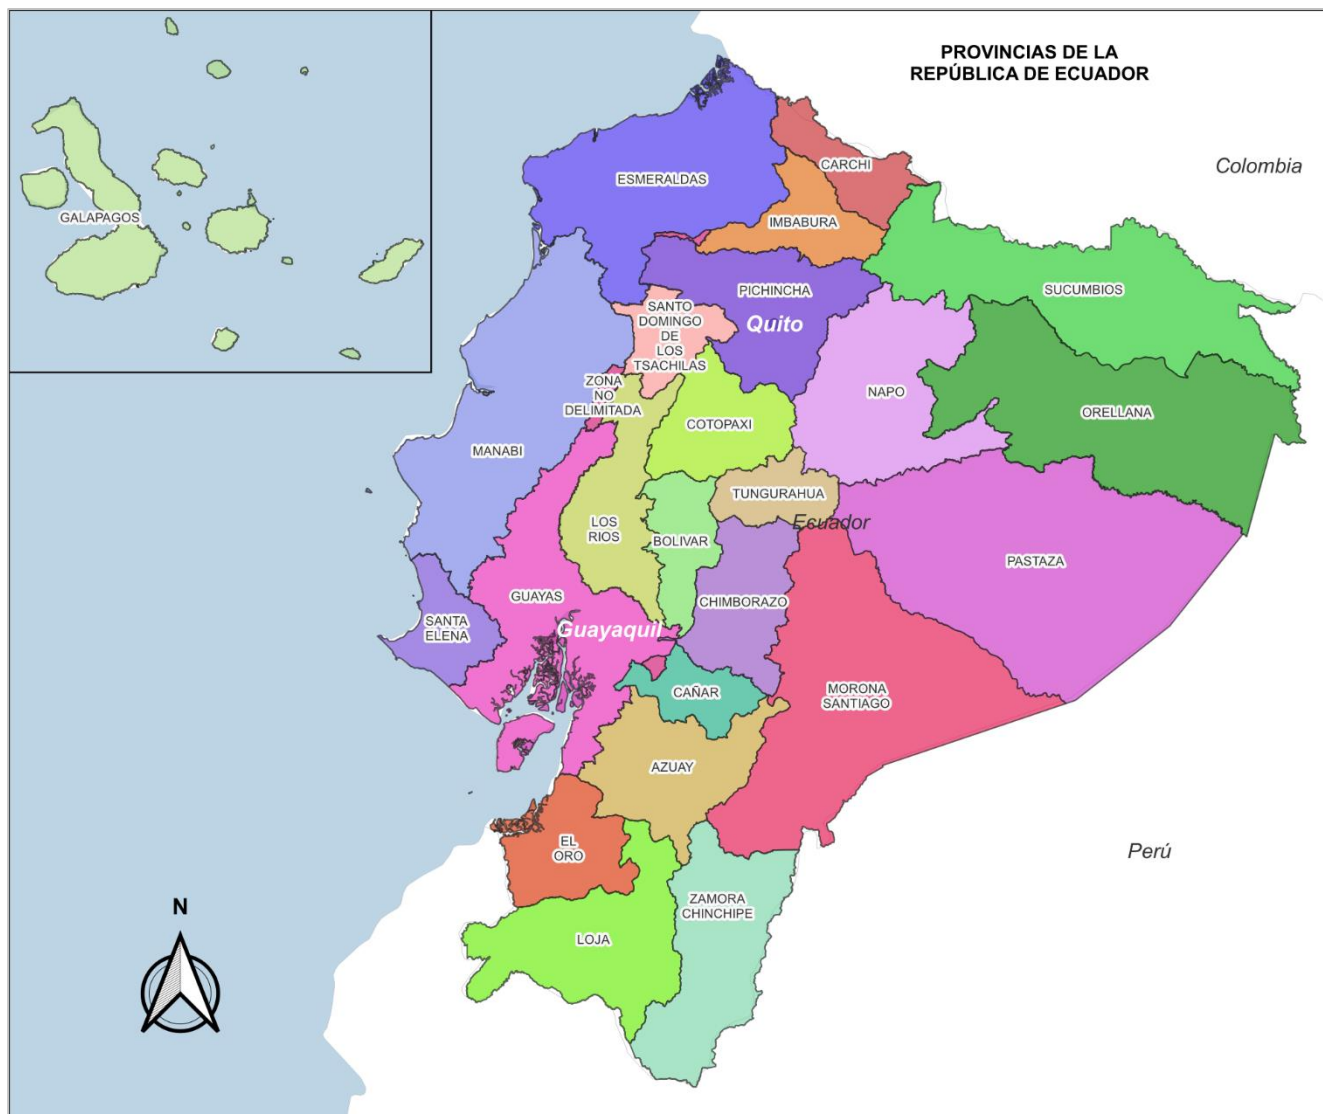 PROVINCIAS DE LA
REPÚBLICA DE ECUADOR
Colombia
CARCHI
ESMERALDAS
GALAPAGOS
IMBABURA
PICHINCHA
SUCUMBIOS
SANTO
DOMINGO
DE
LOS
TSACHILAS
Quito
ZONA
NO
DELIMITADA
NAPO
ORELLANA
COTOPAXI
MANABI
TUNGURAHUA
Ecuador
LOS
RIOS
BOLIVAR
PASTAZA
GUAYAS
CHIMBORAZO
SANTA
ELENA
Guayaquil
CAÑAR
MORONA
SANTIAGO
AZUAY
EL
ORO
Perú
ZAMORA
CHINCHIPE
N
LOJA